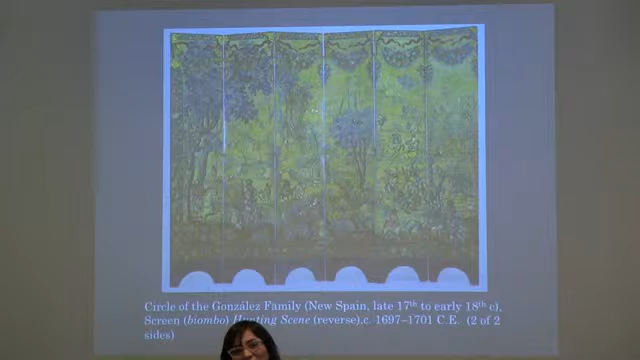 Circle of the González Family (New Spain, late 17th to early 18th c),
Screen (biombo) Hunting Scene (reverse),c. 1697–1701 C.E. (2 of 2
sides)